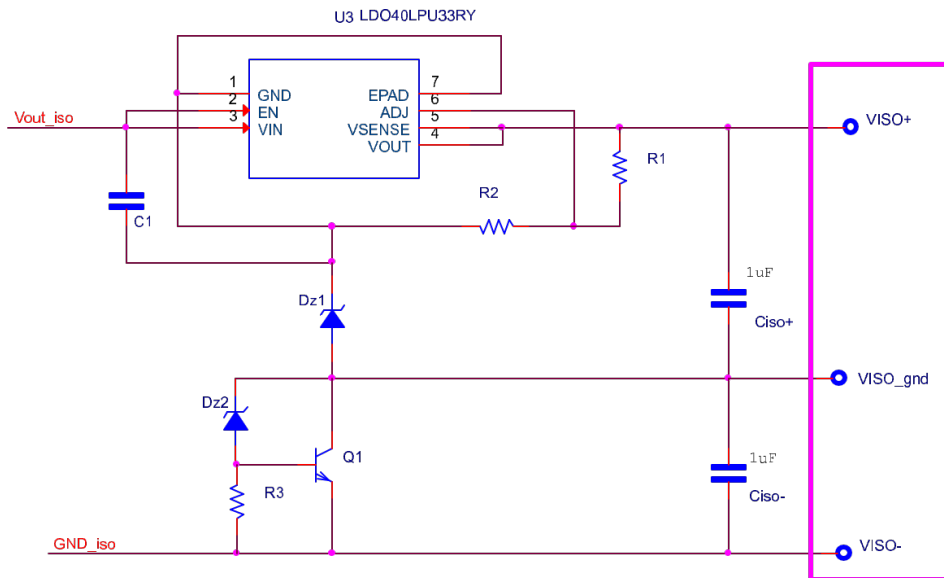 U3 LDO40LPU33RY
1 GND EPAD 7
2 EN ADJ 6
3 VIN VSENSE 5
VOUT 4
Vout_iso
VISO+
R1
R2
C1
1uF
Dz1
Ciso+
VISO_gnd
Dz2
Q1
1uF
R3
Ciso-
GND_iso
VISO-